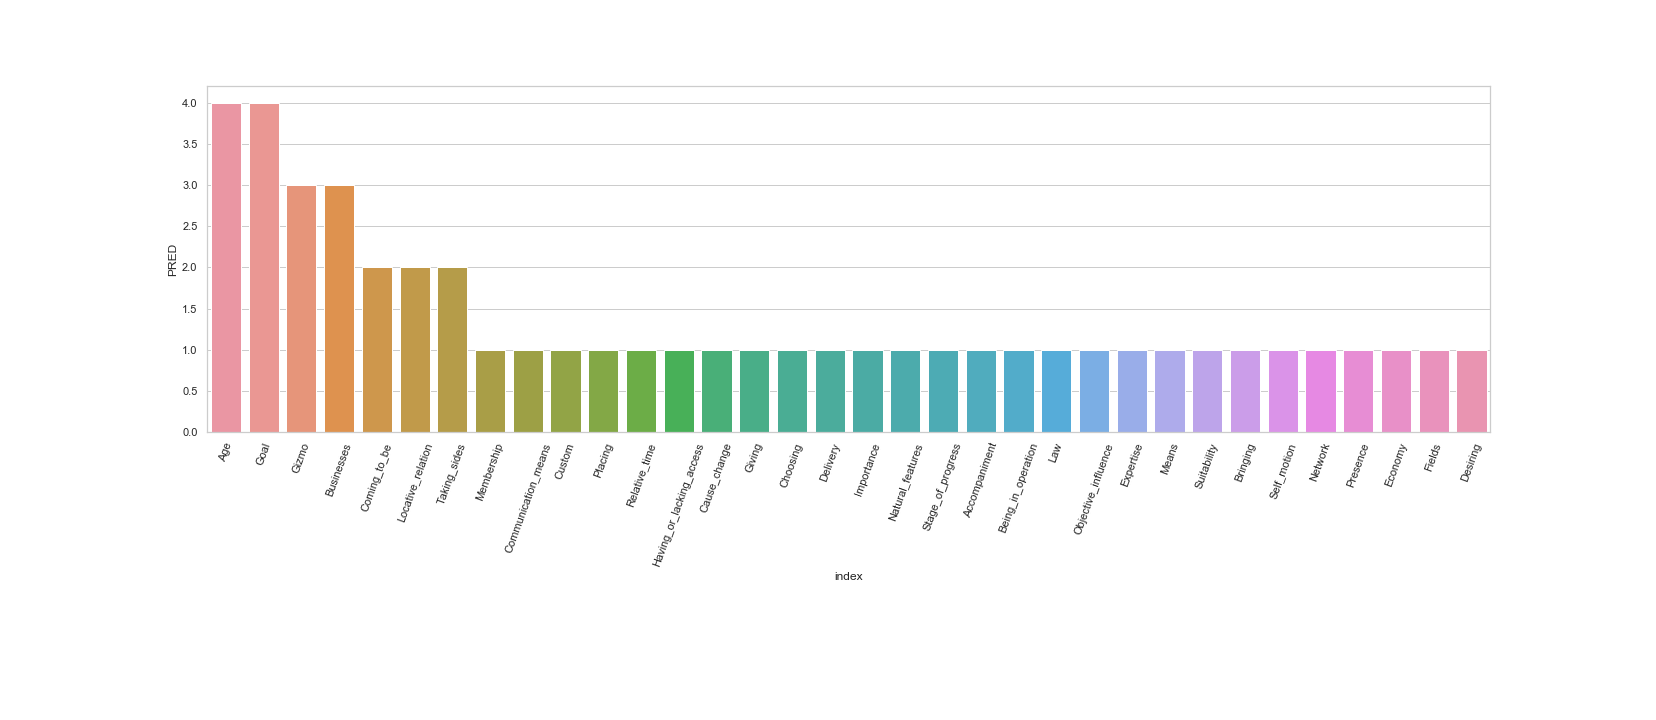 4.0
3.5
3.0
2.5
2.0
1.5
1.0
0.5
0.0
PRED
Age
Goal
Gizmo
Businesses
Coming_to_be
Locative_relation
Taking_sides
Membership
Communication_means
Custom
Placing
Relative_time
Having_or_lacking_access
Cause_change
Giving
Choosing
Delivery
Importance
Natural_features
Stage_of_progress
Accompaniment
Being_in_operation
Law
Objective_influence
Expertise
Means
Suitability
Bringing
Self_motion
Network
Presence
Economy
Fields
Desiring
index